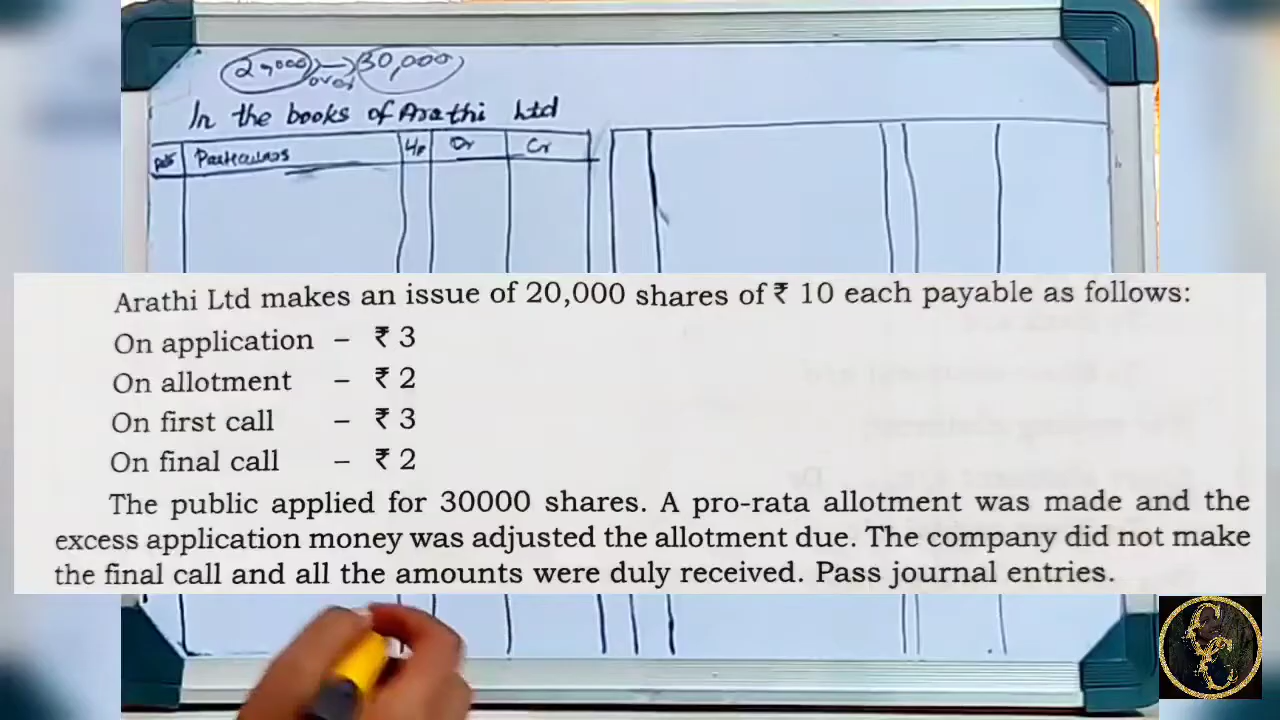 20,000 → 30,000
over
In the books of Arathi Ltd
Particulars Dr Cr
Arathi Ltd makes an issue of 20,000 shares of ₹ 10 each payable as follows:
On application – ₹ 3
On allotment – ₹ 2
On first call – ₹ 3
On final call – ₹ 2
The public applied for 30000 shares. A pro-rata allotment was made and the
excess application money was adjusted the allotment due. The company did not make
the final call and all the amounts were duly received. Pass journal entries.